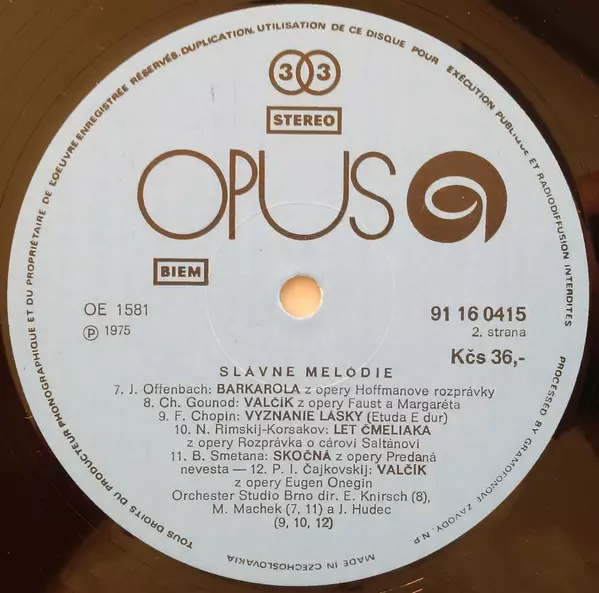 TOUS DROITS DU PRODUCTEUR PHONOGRAPHIQUE ET DU PROPRIÉTAIRE DE L'OEUVRE ENREGISTRÉE RÉSERVÉS. DUPLICATION, UTILISATION DE CE DISQUE POUR EXÉCUTION PUBLIQUE ET RADIODIFFUSION INTERDITES
33
STEREO
OPUS
BIEM
OE 1581
Ⓟ 1975
91 16 0415
2. strana
Kčs 36,-
SLÁVNE MELÓDIE
7. J. Offenbach: BARKAROLA z opery Hoffmanove rozprávky
8. Ch. Gounod: VALČÍK z opery Faust a Margaréta
9. F. Chopin: VYZNANIE LÁSKY (Etuda E dur)
10. N. Rimskij-Korsakov: LET ČMELIAKA
z opery Rozprávka o cárovi Saltánovi
11. B. Smetana: SKOČNÁ z opery Predaná
nevesta — 12. P. I. Čajkovskij: VALČÍK
z opery Eugen Onegin
Orchester Studio Brno dir. E. Knirsch (8),
M. Machek (7, 11) a J. Hudec
(9, 10, 12)
PROCESSED BY GRAMOFONOVÉ ZÁVODY, N.P.
MADE IN CZECHOSLOVAKIA